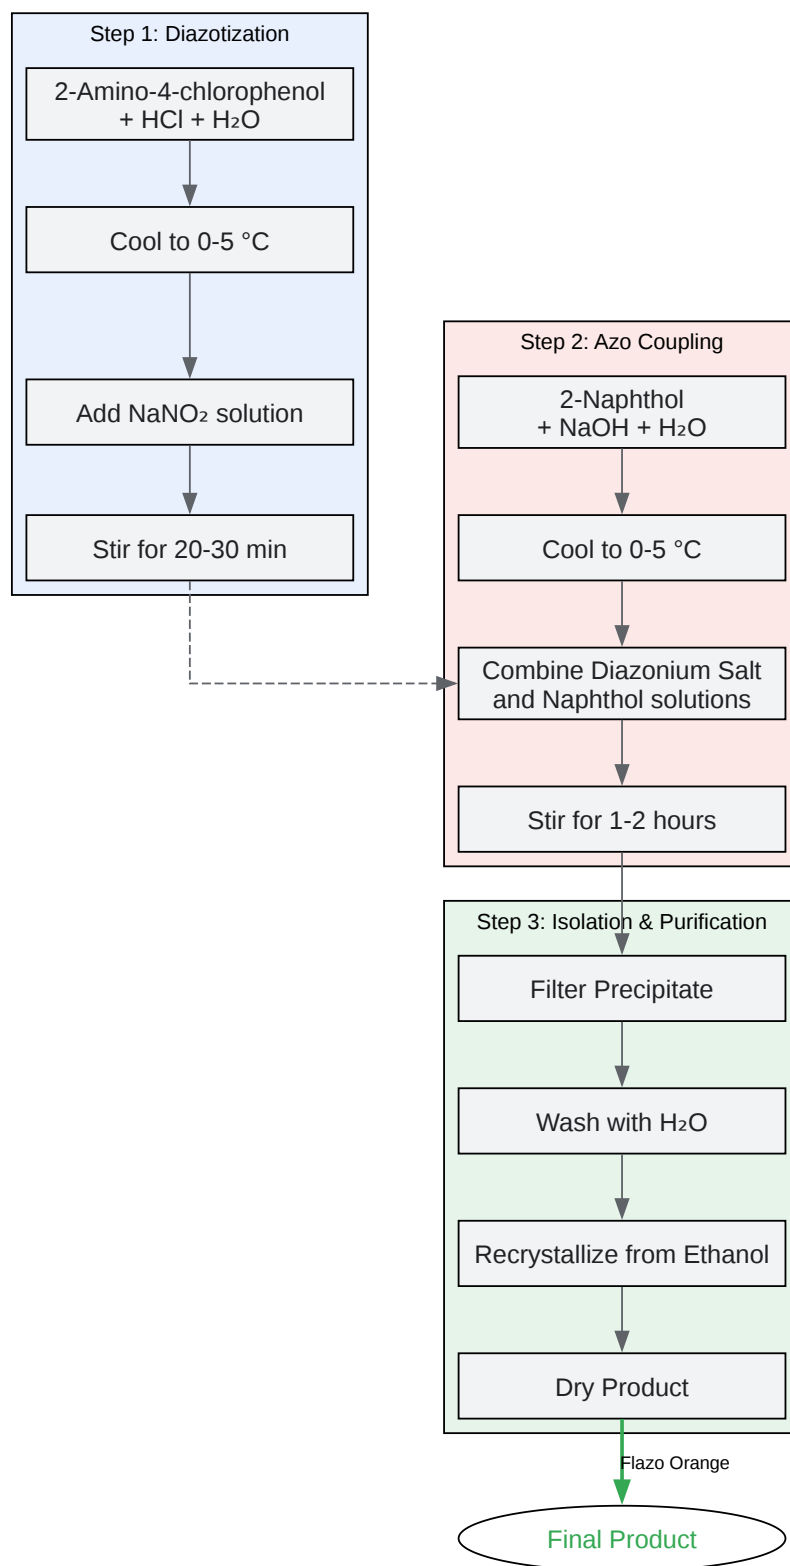 Step 1: Diazotization
2-Amino-4-chlorophenol
+ HCl + H₂O
Cool to 0-5 °C
Add NaNO₂ solution
Stir for 20-30 min
Step 2: Azo Coupling
2-Naphthol
+ NaOH + H₂O
Cool to 0-5 °C
Combine Diazonium Salt
and Naphthol solutions
Stir for 1-2 hours
Step 3: Isolation & Purification
Filter Precipitate
Wash with H₂O
Recrystallize from Ethanol
Dry Product
Flazo Orange
Final Product